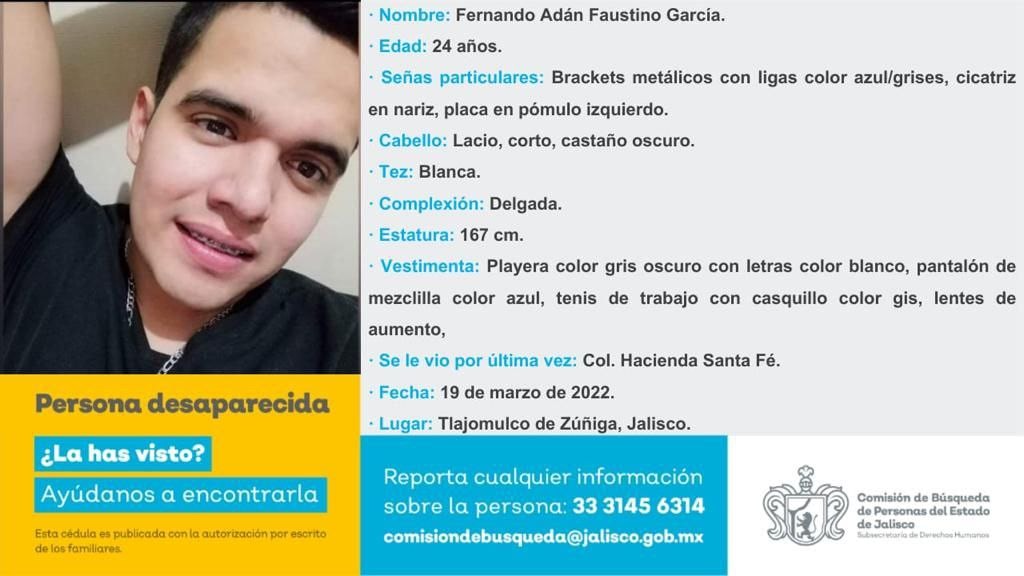 · Nombre: Fernando Adán Faustino García.
· Edad: 24 años.
· Señas particulares: Brackets metálicos con ligas color azul/grises, cicatriz
en nariz, placa en pómulo izquierdo.
· Cabello: Lacio, corto, castaño oscuro.
· Tez: Blanca.
· Complexión: Delgada.
· Estatura: 167 cm.
· Vestimenta: Playera color gris oscuro con letras color blanco, pantalón de
mezclilla color azul, tenis de trabajo con casquillo color gis, lentes de
aumento,
· Se le vio por última vez: Col. Hacienda Santa Fé.
· Fecha: 19 de marzo de 2022.
· Lugar: Tlajomulco de Zúñiga, Jalisco.
Persona desaparecida
¿La has visto?
Ayúdanos a encontrarla
Esta cédula es publicada con la autorización por escrito
de los familiares.
Reporta cualquier información
sobre la persona: 33 3145 6314
comisiondebusqueda@jalisco.gob.mx
Comisión de Búsqueda
de Personas del Estado
de Jalisco
Subsecretaría de Derechos Humanos